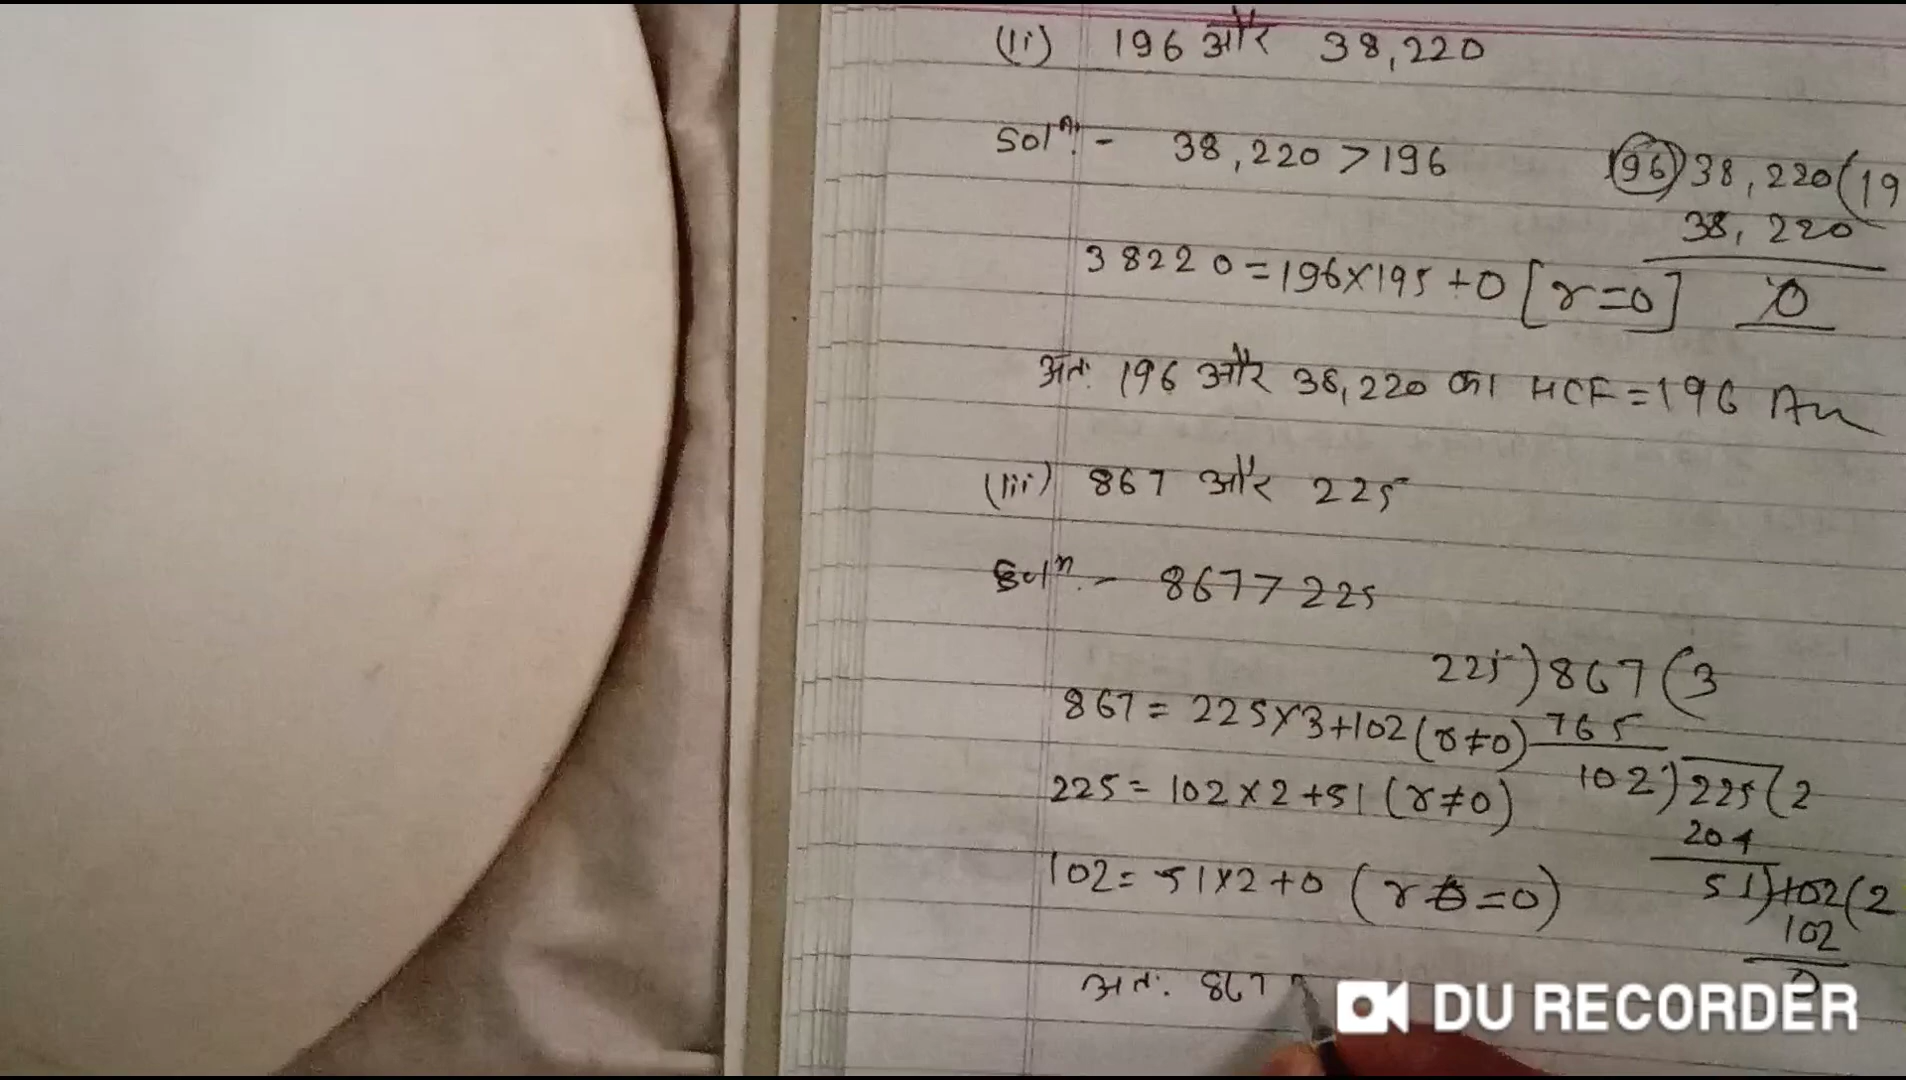 (ii) 196 और 38,220
Solⁿ:- 38,220 > 196
196) 38,220 (19
38,220
0
38220 = 196×195 + 0 [r=0]
अतः 196 और 38,220 का HCF = 196 Ans
(iii) 867 और 225
Solⁿ.- 867 > 225
225) 867 (3
867 = 225×3+102 (r≠0) 765
225 = 102×2+51 (r≠0) 102) 225 (2
204
102 = 51×2+0 (r=0) 51) 102 (2
102
0
अतः 867
DU RECORDER